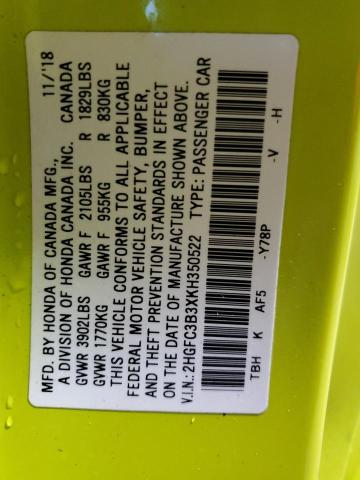 MFD. BY HONDA OF CANADA MFG., 11/'18
A DIVISION OF HONDA CANADA INC. CANADA
GVWR 3902LBS GAWR F 2105LBS R 1829LBS
GVWR 1770KG GAWR F 955KG R 830KG
THIS VEHICLE CONFORMS TO ALL APPLICABLE
FEDERAL MOTOR VEHICLE SAFETY, BUMPER,
AND THEFT PREVENTION STANDARDS IN EFFECT
ON THE DATE OF MANUFACTURE SHOWN ABOVE.
V.I.N.: 2HGFC3B3XKH350522 TYPE: PASSENGER CAR
TBH K AF5 -Y78P -V -H